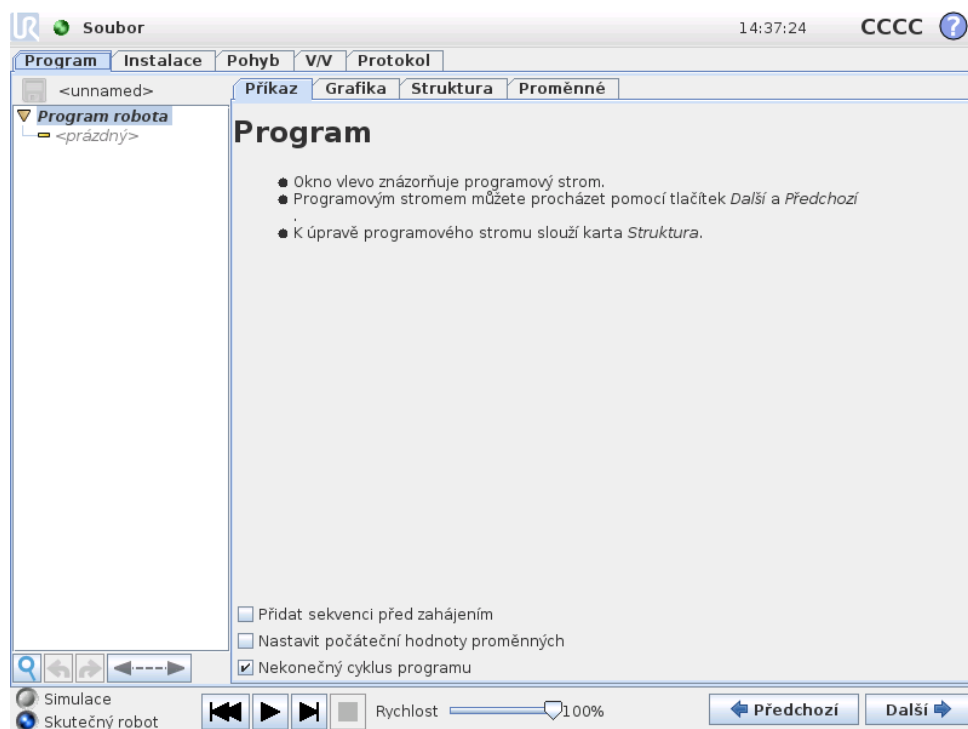 UR Soubor 14:37:24 CCCC ?
Program Instalace Pohyb V/V Protokol
<unnamed> Příkaz Grafika Struktura Proměnné
Program robota
<prázdný>
Program
Okno vlevo znázorňuje programový strom.
Programovým stromem můžete procházet pomocí tlačítek Další a Předchozí
.
K úpravě programového stromu slouží karta Struktura.
Přidat sekvenci před zahájením
Nastavit počáteční hodnoty proměnných
Nekonečný cyklus programu
Simulace
Skutečný robot
Rychlost 100% Předchozí Další